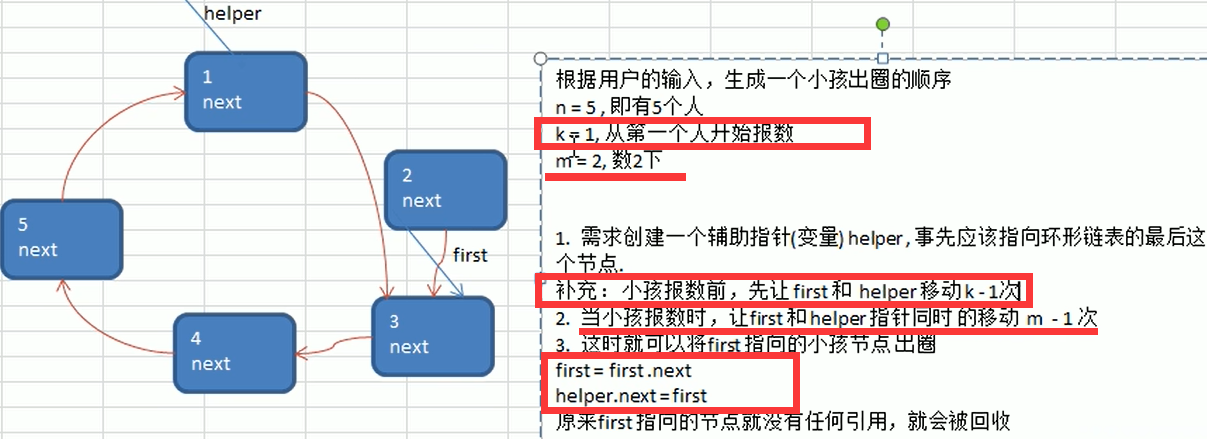 helper
1
next
2
next
first
5
next
3
next
4
next
根据用户的输入，生成一个小孩出圈的顺序
n = 5 , 即有5个人
k = 1, 从第一个人开始报数
m = 2, 数2下
1. 需求创建一个辅助指针(变量) helper , 事先应该指向环形链表的最后这
个节点.
补充：小孩报数前，先让 first 和 helper 移动 k - 1次
2. 当小孩报数时，让first 和 helper 指针同时 的移动 m - 1 次
3. 这时就可以将first 指向的小孩节点 出圈
first = first .next
helper.next = first
原来first 指向的节点就没有任何引用，就会被回收